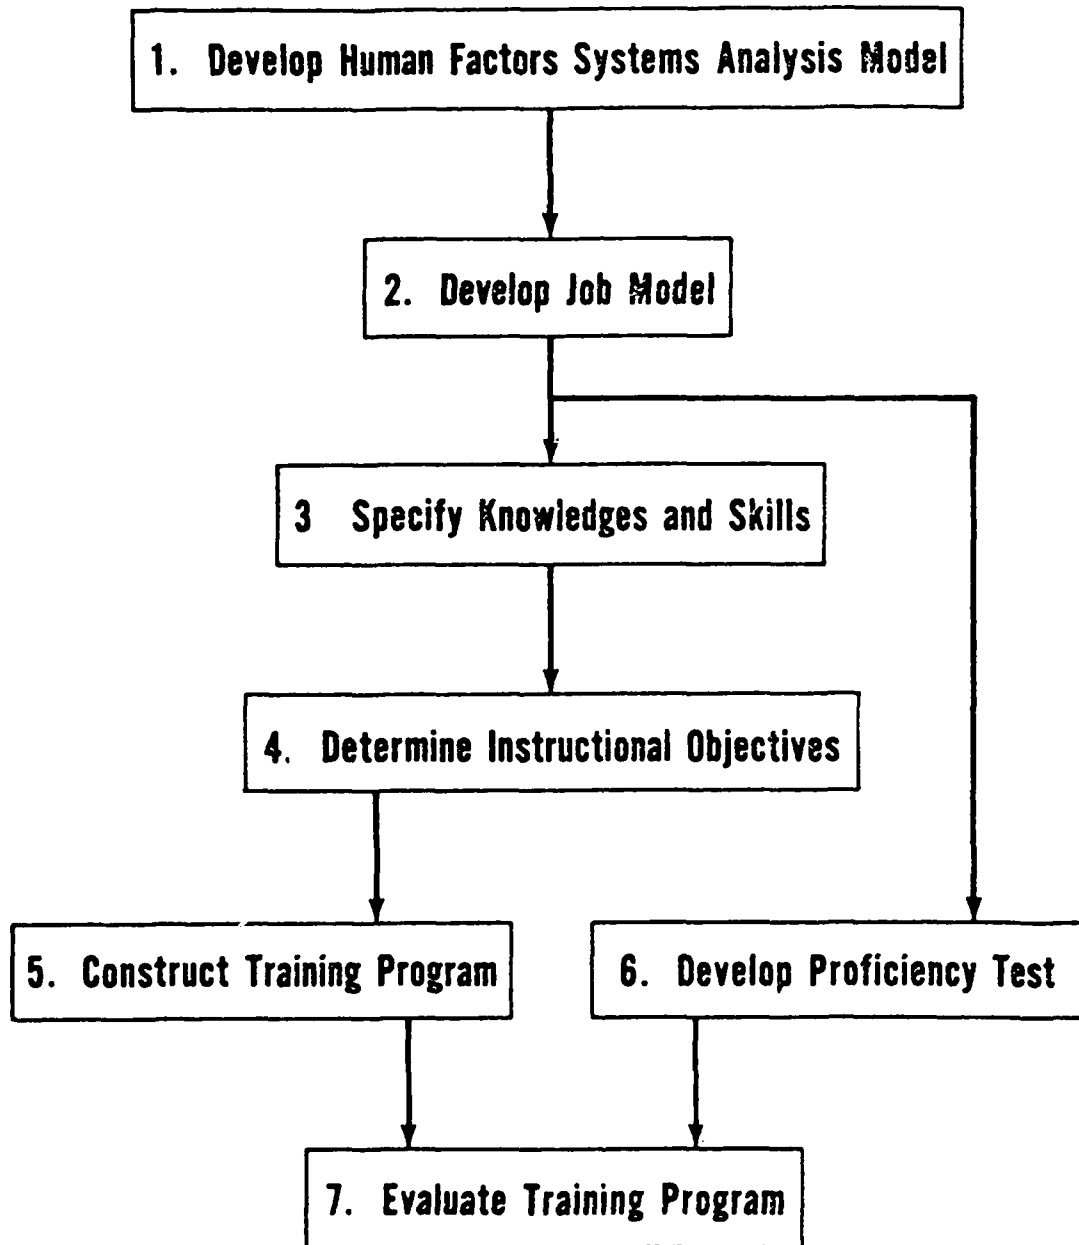 1. Develop Human Factors Systems Analysis Model
2. Develop Job Model
3 Specify Knowledges and Skills
4. Determine Instructional Objectives
5. Construct Training Program
6. Develop Proficiency Test
7. Evaluate Training Program